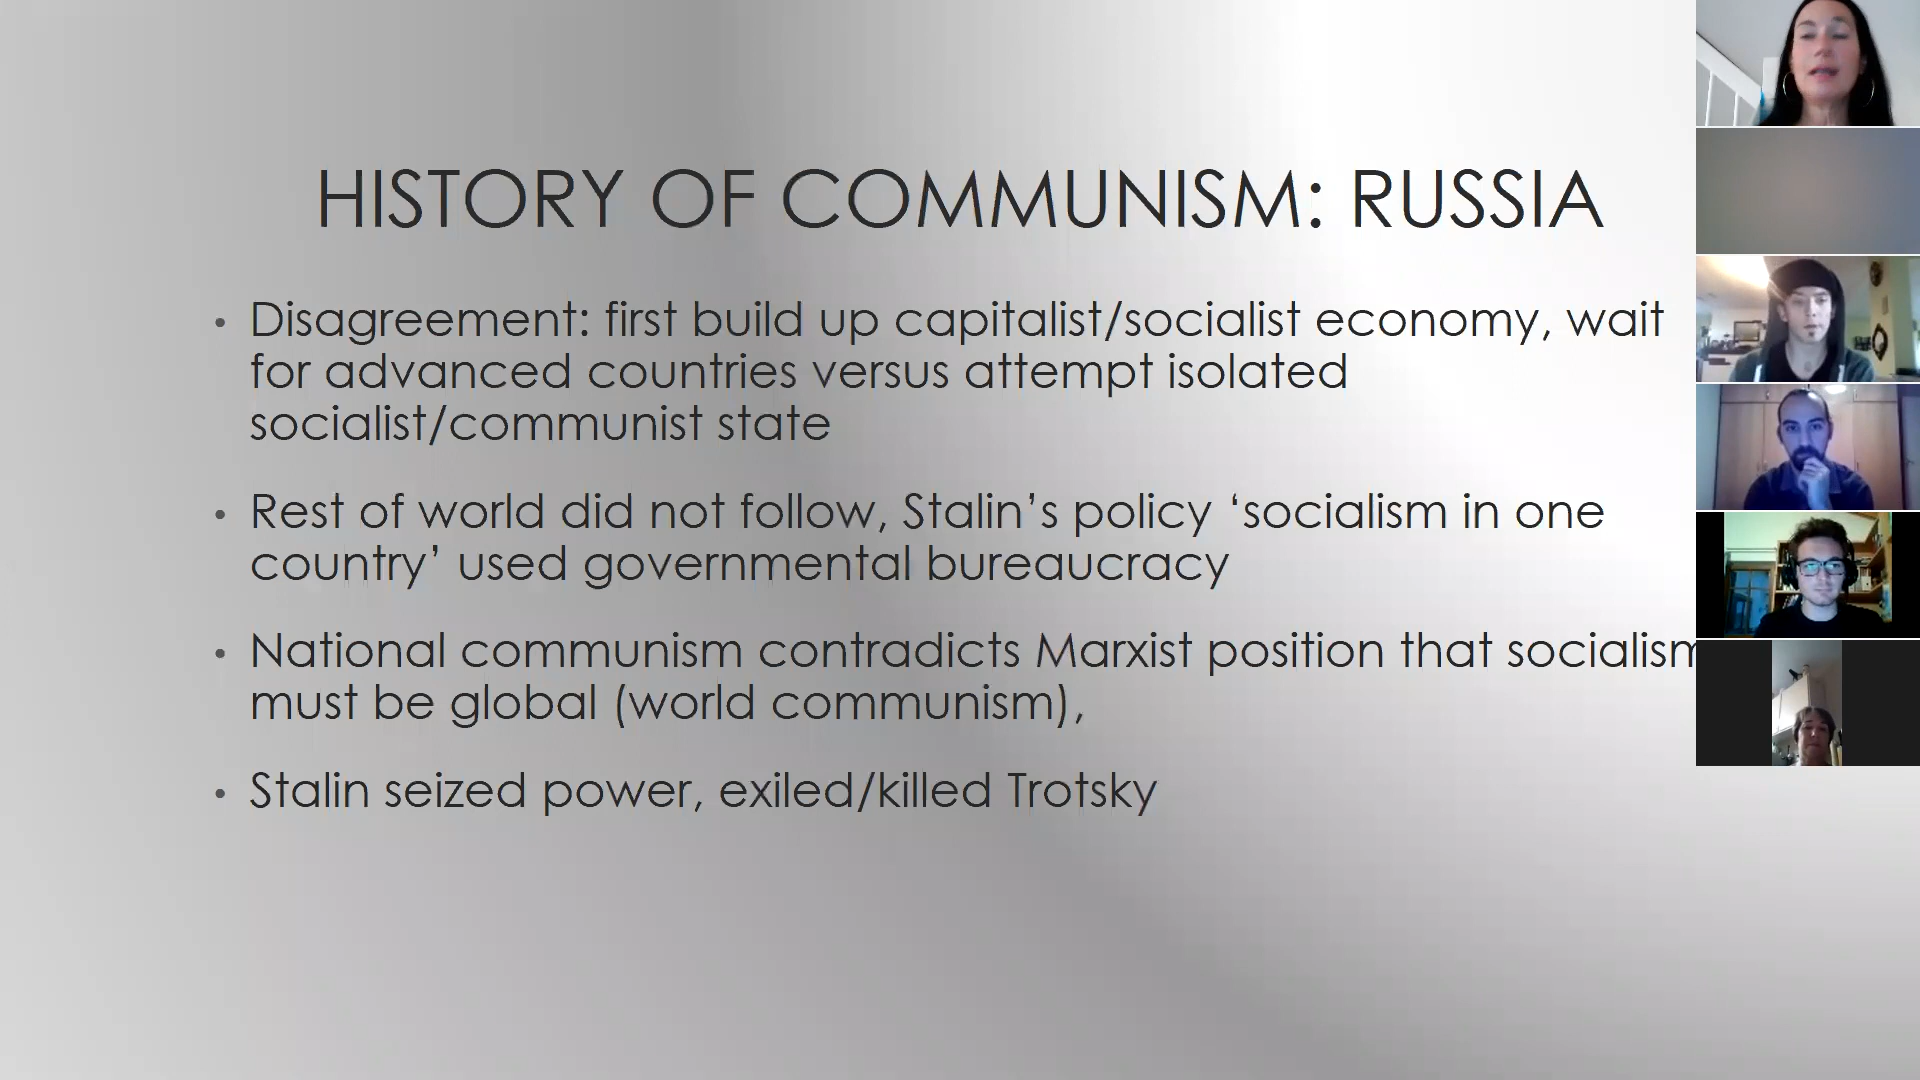 HISTORY OF COMMUNISM: RUSSIA
• Disagreement: first build up capitalist/socialist economy, wait
for advanced countries versus attempt isolated
socialist/communist state
• Rest of world did not follow, Stalin’s policy ‘socialism in one
country’ used governmental bureaucracy
• National communism contradicts Marxist position that socialism
must be global (world communism),
• Stalin seized power, exiled/killed Trotsky